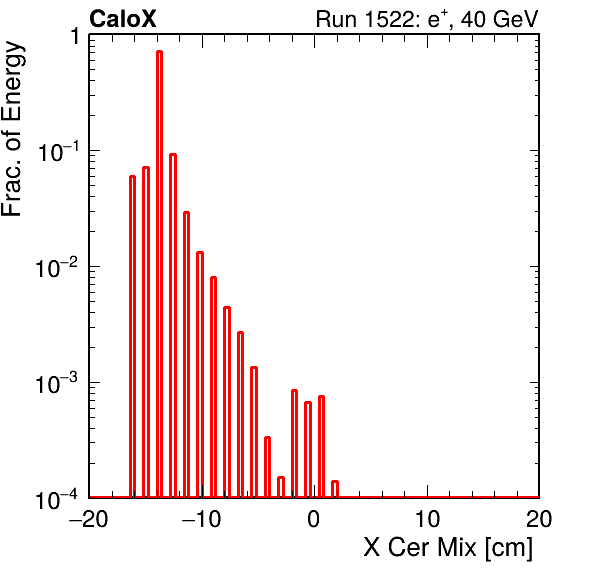 CaloX Run 1522: e⁺, 40 GeV
Frac. of Energy
1
10⁻¹
10⁻²
10⁻³
10⁻⁴
−20 −10 0 10 20
X Cer Mix [cm]